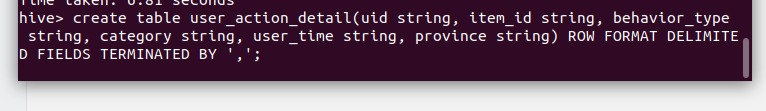 Time taken: 6.81 seconds
hive> create table user_action_detail(uid string, item_id string, behavior_type
 string, category string, user_time string, province string) ROW FORMAT DELIMITE
D FIELDS TERMINATED BY ',';